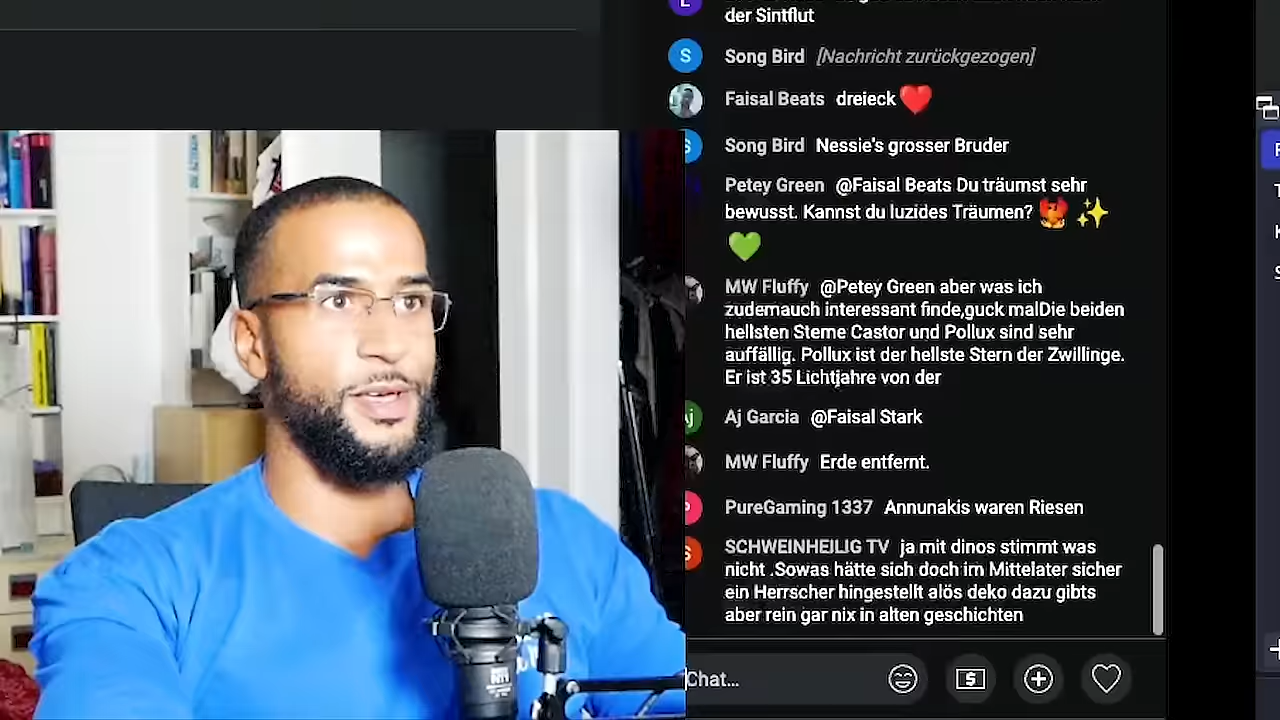 der Sintflut
Song Bird [Nachricht zurückgezogen]
Faisal Beats dreieck
Song Bird Nessie's grosser Bruder
Petey Green @Faisal Beats Du träumst sehr
bewusst. Kannst du luzides Träumen?
MW Fluffy @Petey Green aber was ich
zudemauch interessant finde,guck malDie beiden
hellsten Sterne Castor und Pollux sind sehr
auffällig. Pollux ist der hellste Stern der Zwillinge.
Er ist 35 Lichtjahre von der
Aj Garcia @Faisal Stark
MW Fluffy Erde entfernt.
PureGaming 1337 Annunakis waren Riesen
SCHWEINHEILIG TV ja mit dinos stimmt was
nicht .Sowas hätte sich doch im Mittelater sicher
ein Herrscher hingestellt alös deko dazu gibts
aber rein gar nix in alten geschichten
Chat...